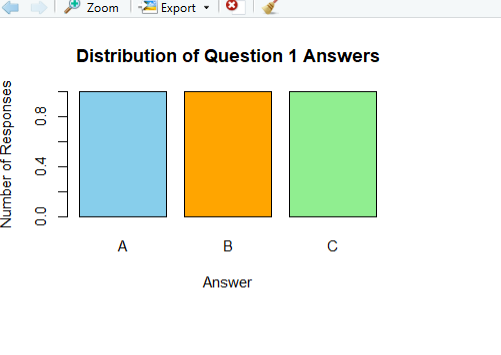 Zoom Export
Distribution of Question 1 Answers
Number of Responses
0.8
0.4
0.0
A B C
Answer